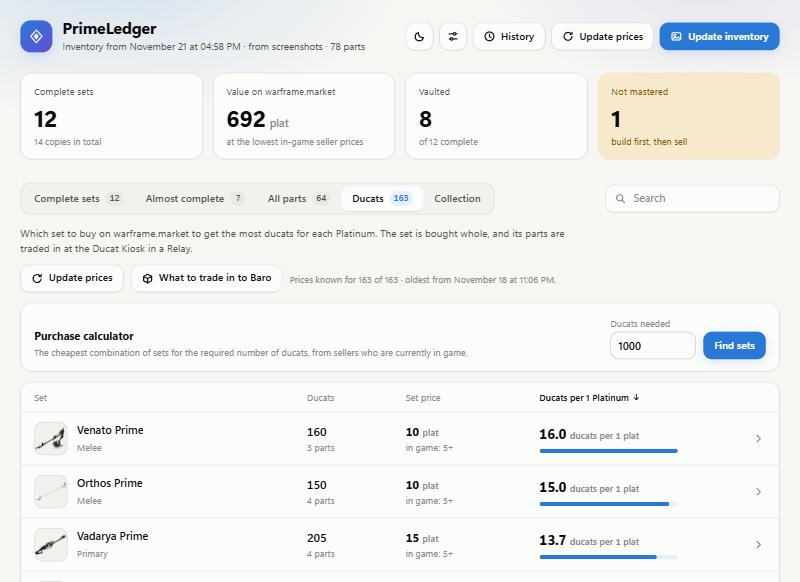 PrimeLedger
Inventory from November 21 at 04:58 PM · from screenshots · 78 parts
History
Update prices
Update inventory
Complete sets
12
14 copies in total
Value on warframe.market
692 plat
at the lowest in-game seller prices
Vaulted
8
of 12 complete
Not mastered
1
build first, then sell
Complete sets 12
Almost complete 7
All parts 64
Ducats 163
Collection
Search
Which set to buy on warframe.market to get the most ducats for each Platinum. The set is bought whole, and its parts are
traded in at the Ducat Kiosk in a Relay.
Update prices
What to trade in to Baro
Prices known for 163 of 163 · oldest from November 18 at 11:06 PM.
Purchase calculator
The cheapest combination of sets for the required number of ducats, from sellers who are currently in game.
Ducats needed
1000
Find sets
Set Ducats Set price Ducats per 1 Platinum ↓
Venato Prime 160 10 plat 16.0 ducats per 1 plat
Melee 3 parts in game: 5+
Orthos Prime 150 10 plat 15.0 ducats per 1 plat
Melee 4 parts in game: 5+
Vadarya Prime 205 15 plat 13.7 ducats per 1 plat
Primary 4 parts in game: 5+